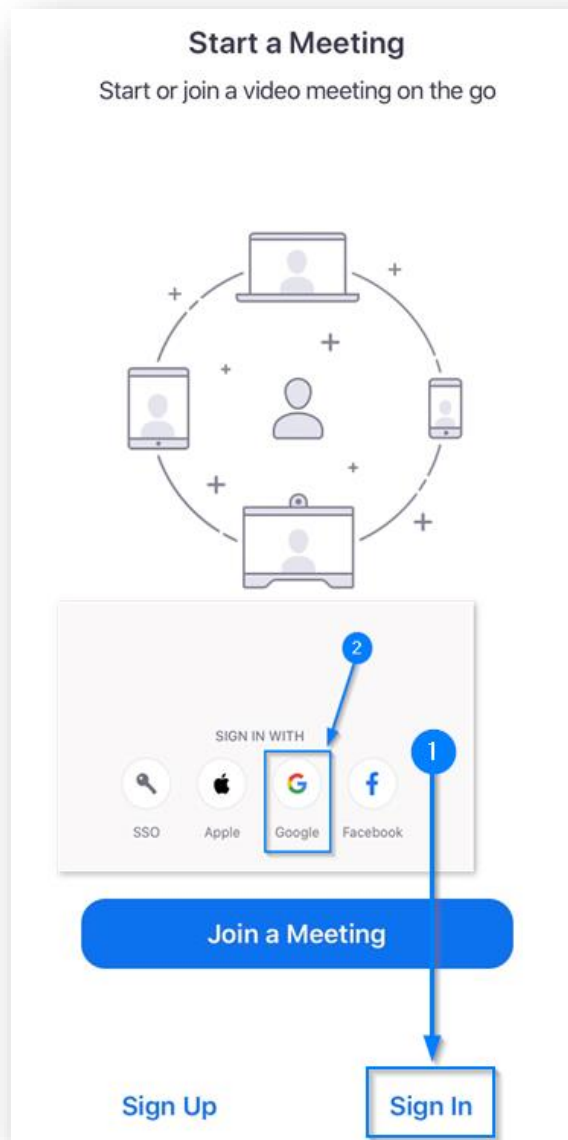 Start a Meeting
Start or join a video meeting on the go
2
SIGN IN WITH
1
SSO Apple Google Facebook
Join a Meeting
Sign Up Sign In